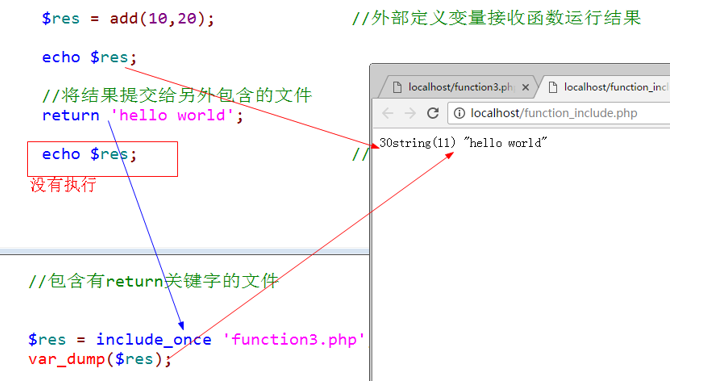 $res = add(10,20); //外部定义变量接收函数运行结果
echo $res;
//将结果提交给另外包含的文件
return 'hello world';
echo $res; //
没有执行
//包含有return关键字的文件
$res = include_once 'function3.php'
var_dump($res);
localhost/function3.php
localhost/function_inclu
localhost/function_include.php
30string(11) "hello world"